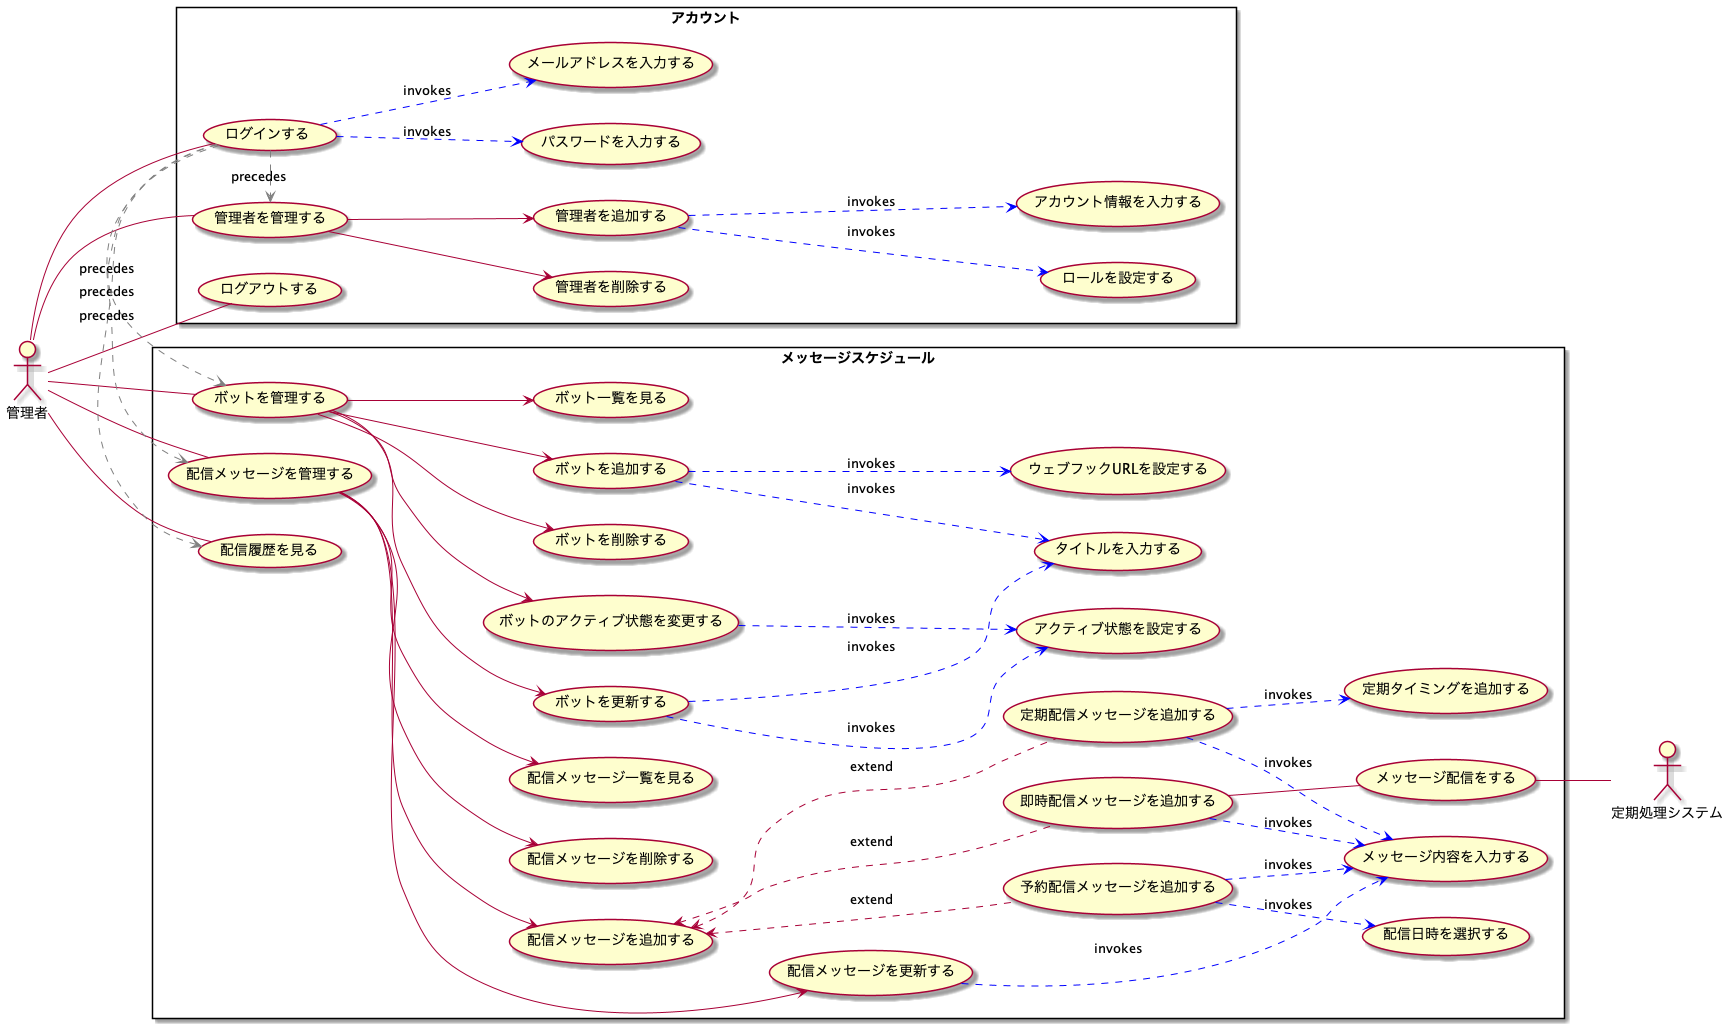 アカウント
メールアドレスを入力する
invokes
ログインする
invokes
パスワードを入力する
precedes
管理者を管理する
管理者を追加する
invokes
アカウント情報を入力する
invokes
ロールを設定する
管理者を削除する
ログアウトする
precedes
precedes
precedes
管理者
メッセージスケジュール
ボットを管理する
ボット一覧を見る
配信メッセージを管理する
ボットを追加する
invokes
ウェブフックURLを設定する
invokes
配信履歴を見る
ボットを削除する
タイトルを入力する
ボットのアクティブ状態を変更する
invokes
アクティブ状態を設定する
invokes
ボットを更新する
invokes
定期配信メッセージを追加する
invokes
定期タイミングを追加する
extend
invokes
配信メッセージ一覧を見る
即時配信メッセージを追加する
メッセージ配信をする
定期処理システム
extend
invokes
配信メッセージを削除する
メッセージ内容を入力する
予約配信メッセージを追加する
invokes
extend
invokes
配信日時を選択する
配信メッセージを追加する
invokes
配信メッセージを更新する